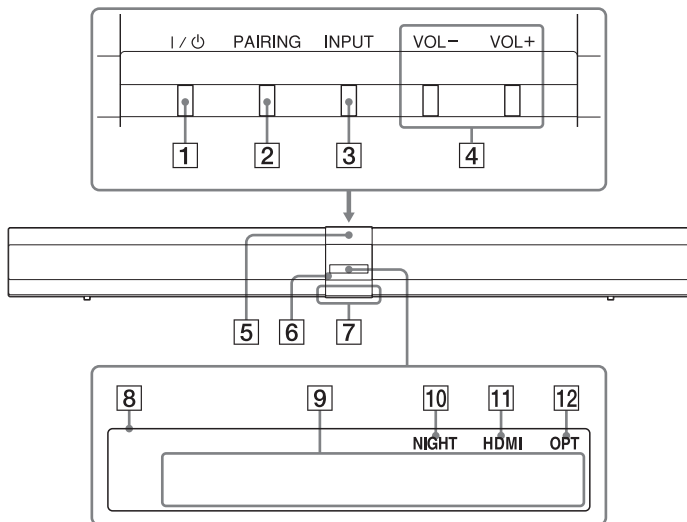 I / ⏻ PAIRING INPUT VOL− VOL+
1 2 3 4
5 6 7
8 9 10 11 12
NIGHT HDMI OPT